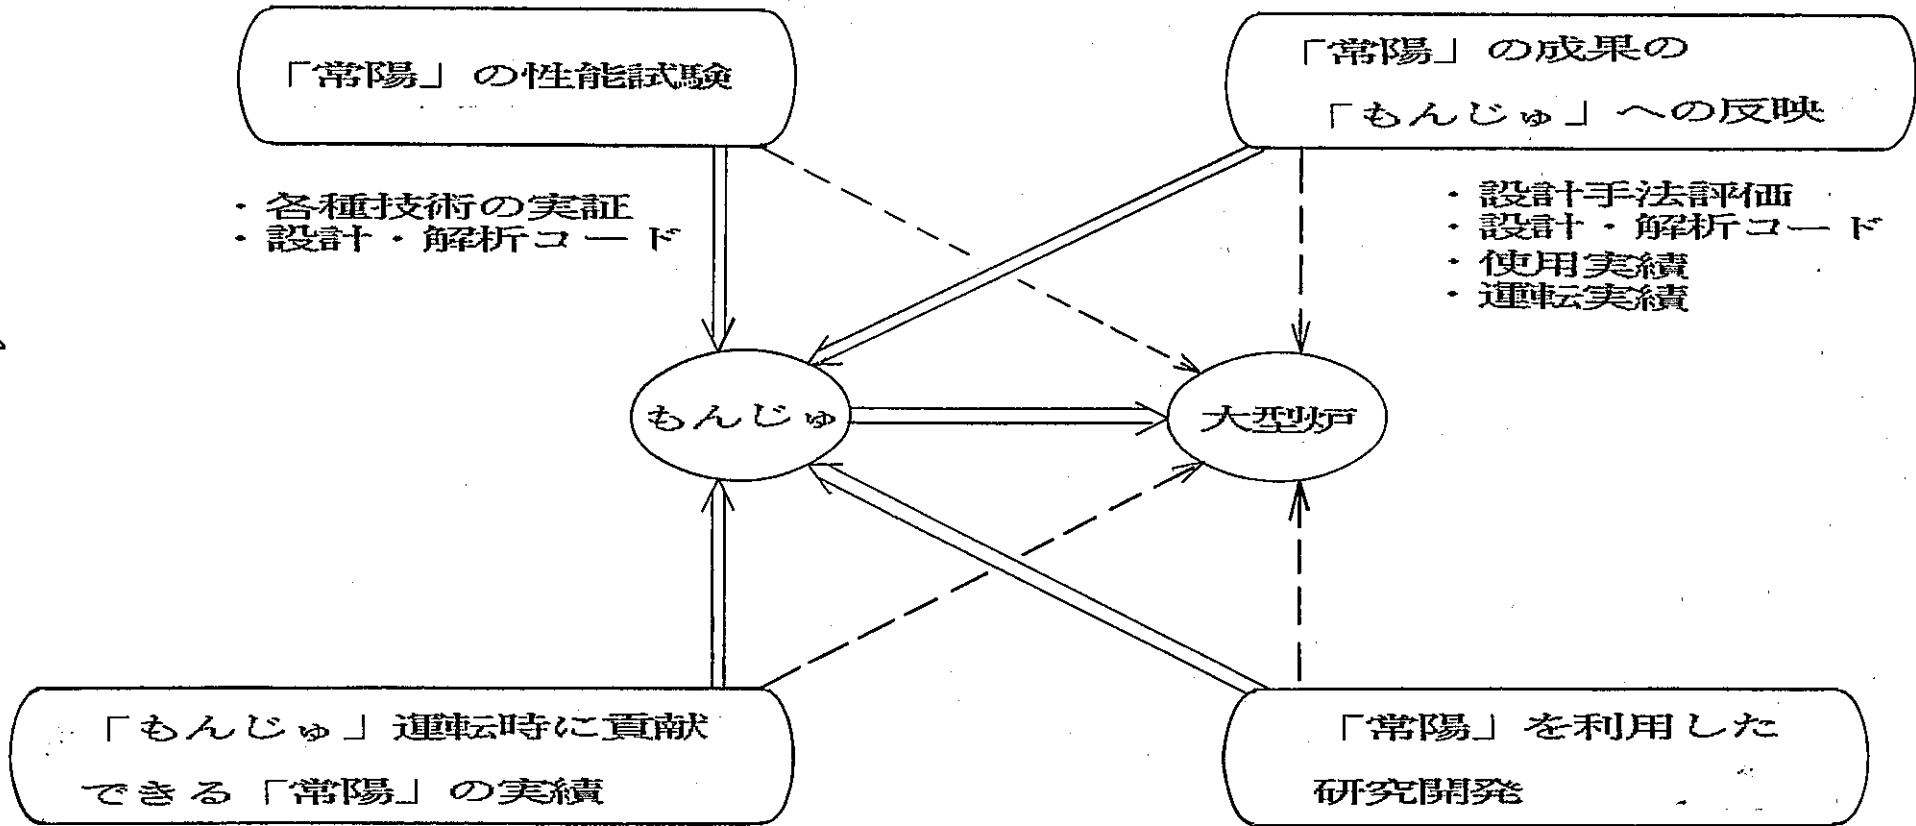 「常陽」の性能試験
「常陽」の成果の
「もんじゅ」への反映
・各種技術の実証
・設計・解析コード
・設計手法評価
・設計・解析コード
・使用実績
・運転実績
もんじゅ
大型炉
「もんじゅ」運転時に貢献
できる「常陽」の実績
「常陽」を利用した
研究開発